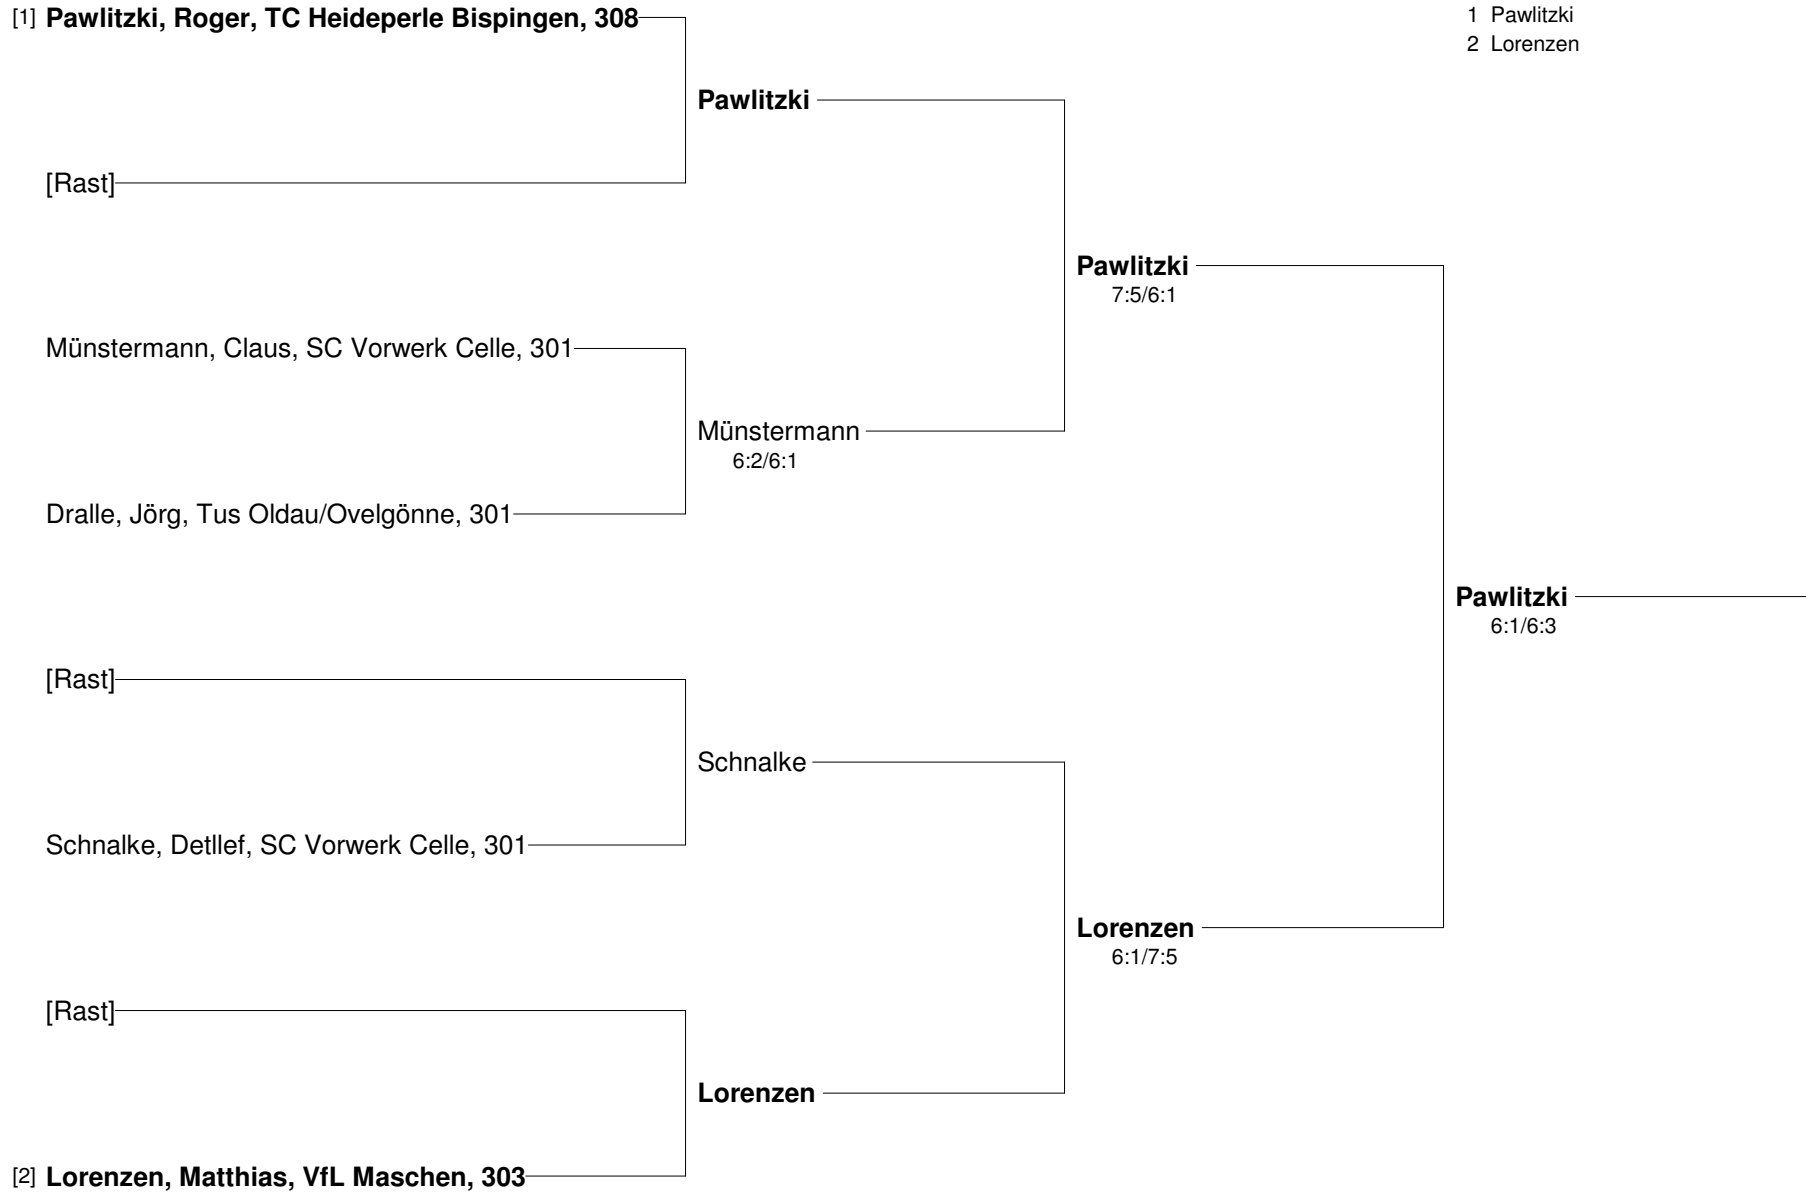 [1] Pawlitzki, Roger, TC Heideperle Bispingen, 308
1 Pawlitzki
2 Lorenzen
Pawlitzki
[Rast]
Pawlitzki
7:5/6:1
Münstermann, Claus, SC Vorwerk Celle, 301
Münstermann
6:2/6:1
Dralle, Jörg, Tus Oldau/Ovelgönne, 301
Pawlitzki
6:1/6:3
[Rast]
Schnalke
Schnalke, Detllef, SC Vorwerk Celle, 301
Lorenzen
6:1/7:5
[Rast]
Lorenzen
[2] Lorenzen, Matthias, VfL Maschen, 303